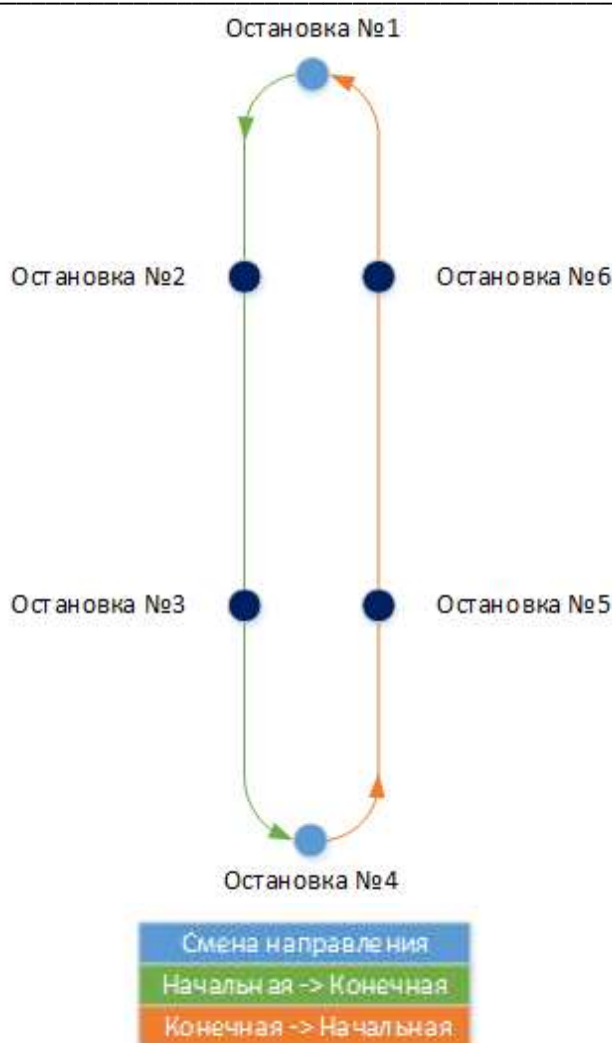 Остановка №1
Остановка №2 Остановка №6
Остановка №3 Остановка №5
Остановка №4
Смена направления
Начальная -> Конечная
Конечная -> Начальная